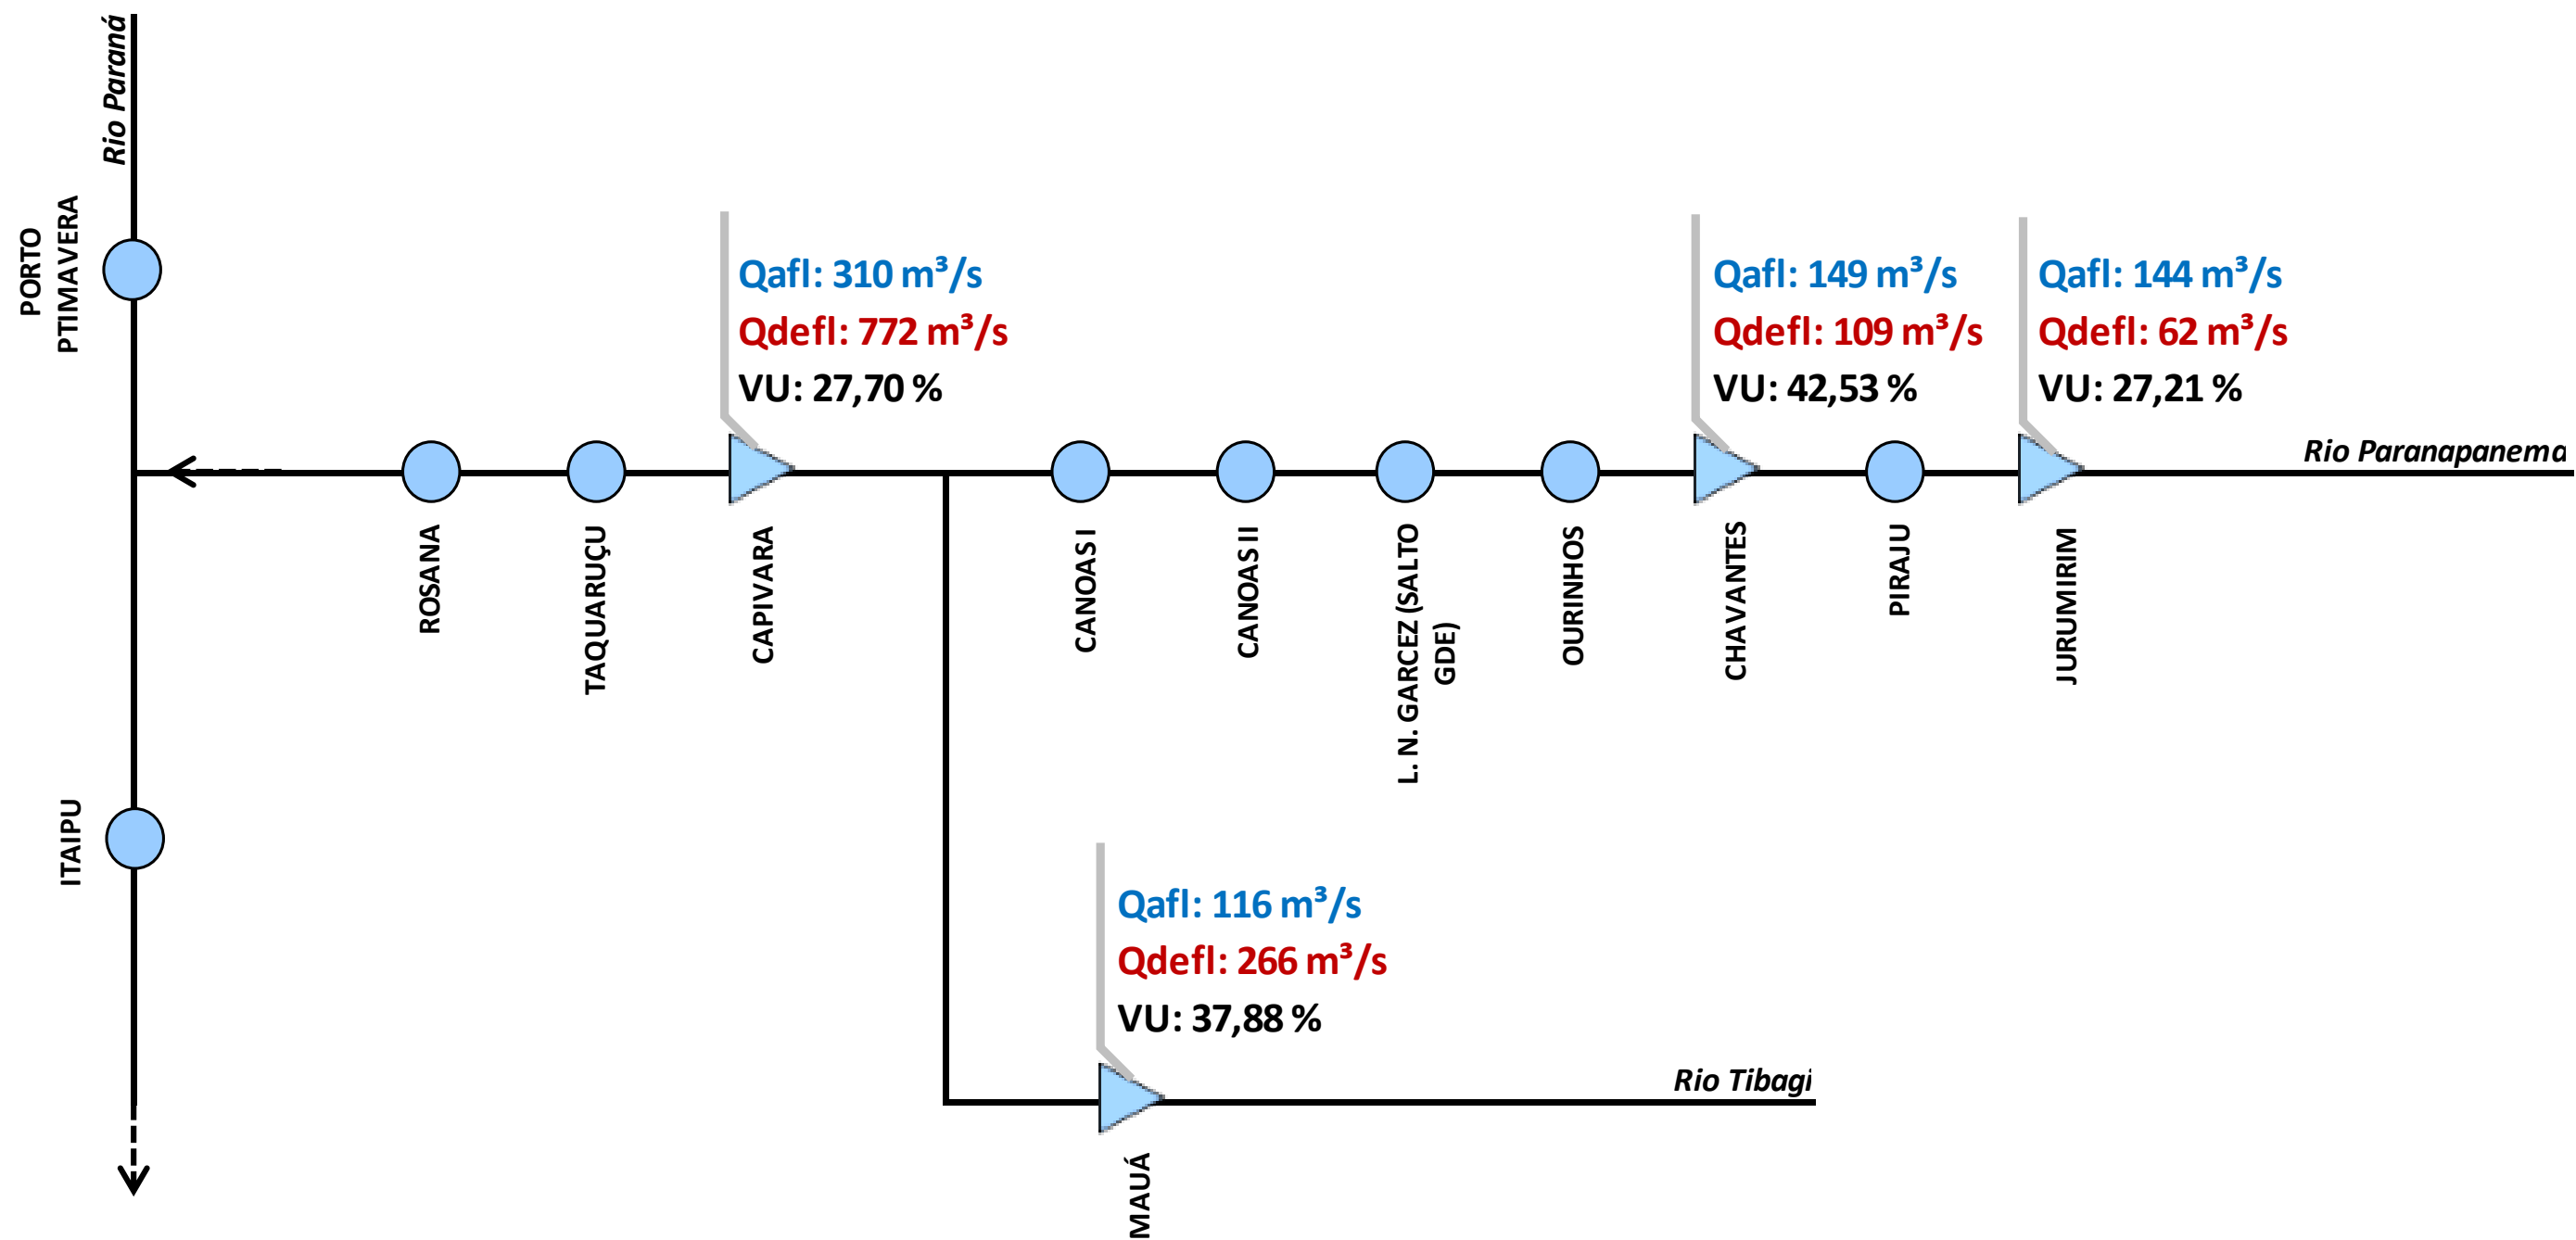 Rio Paraná
PORTO
PTIMAVERA
Qafl: 310 m³/s
Qdefl: 772 m³/s
VU: 27,70 %
Qafl: 149 m³/s
Qdefl: 109 m³/s
VU: 42,53 %
Qafl: 144 m³/s
Qdefl: 62 m³/s
VU: 27,21 %
Rio Paranapanema
ROSANA
TAQUARUÇU
CAPIVARA
CANOAS I
CANOAS II
L. N. GARCEZ (SALTO
GDE)
OURINHOS
CHAVANTES
PIRAJU
JURUMIRIM
ITAIPU
Qafl: 116 m³/s
Qdefl: 266 m³/s
VU: 37,88 %
Rio Tibagi
MAUÁ